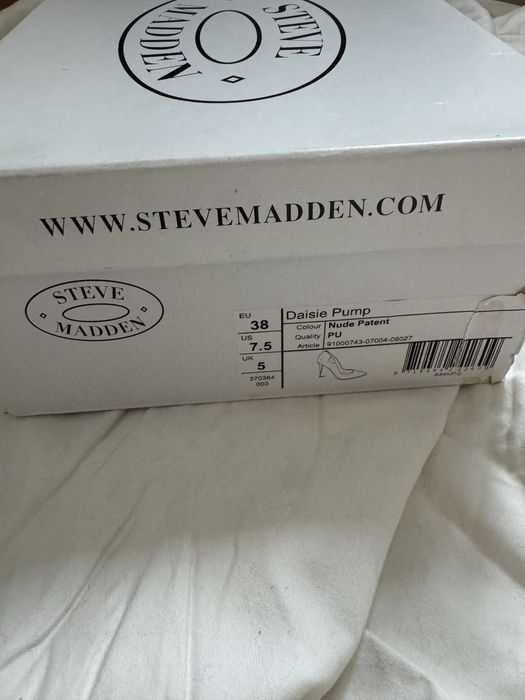 STEVE
MADDEN
WWW.STEVEMADDEN.COM
STEVE
MADDEN
EU
38
US
7.5
UK
5
370364
003
Daisie Pump
Colour Nude Patent
Quality PU
Article 91000743-07004-09027